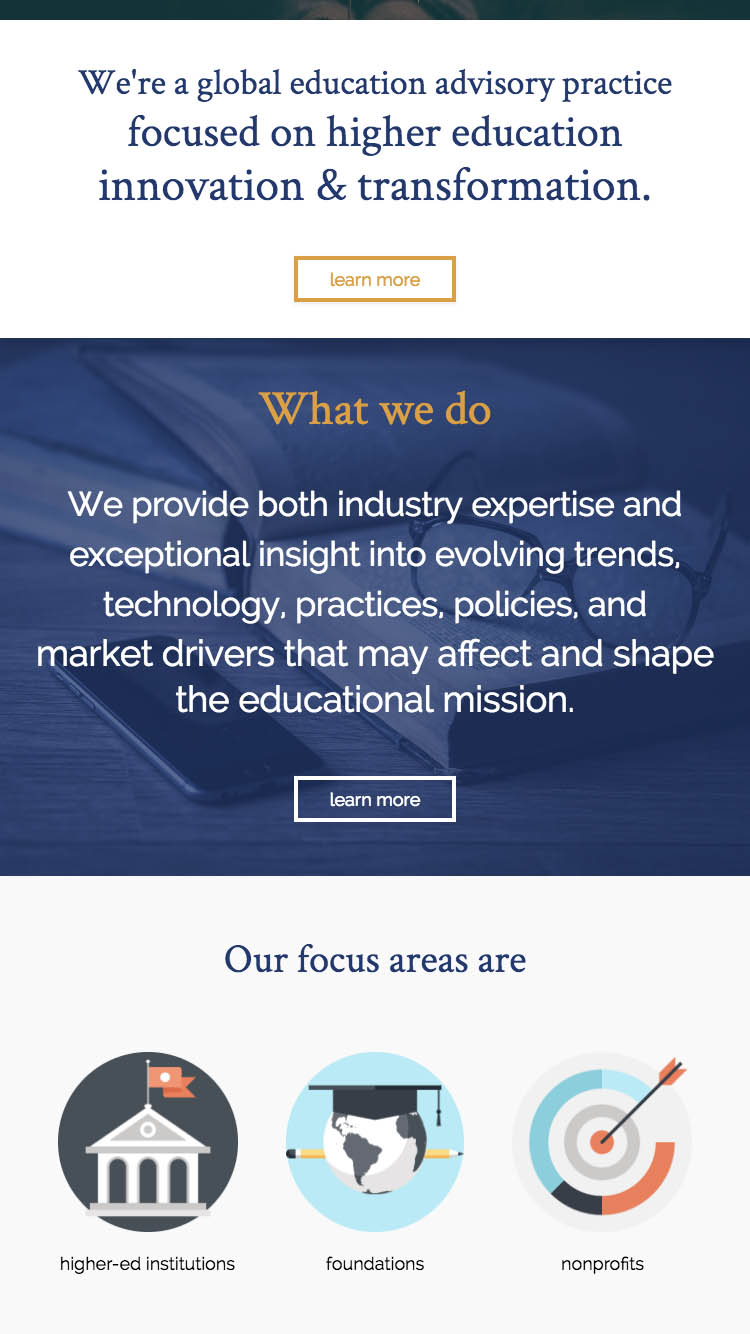 We're a global education advisory practice
focused on higher education
innovation & transformation.
learn more
What we do
We provide both industry expertise and
exceptional insight into evolving trends,
technology, practices, policies, and
market drivers that may affect and shape
the educational mission.
learn more
Our focus areas are
higher-ed institutions
foundations
nonprofits